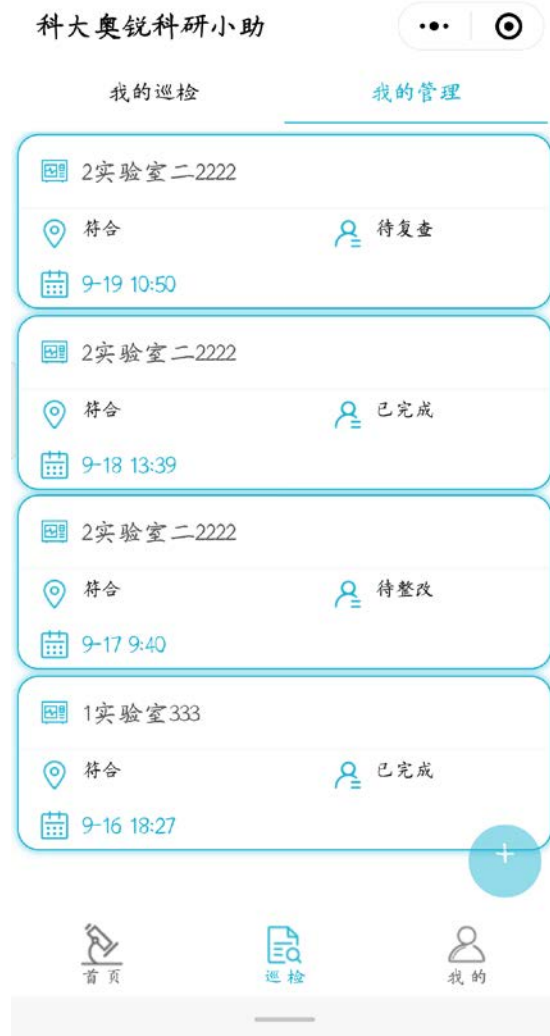 科大奥锐科研小助
我的巡检 我的管理
2实验室二2222
符合 待复查
9-19 10:50
2实验室二2222
符合 已完成
9-18 13:39
2实验室二2222
符合 待整改
9-17 9:40
1实验室333
符合 已完成
9-16 18:27
+
首页 巡检 我的